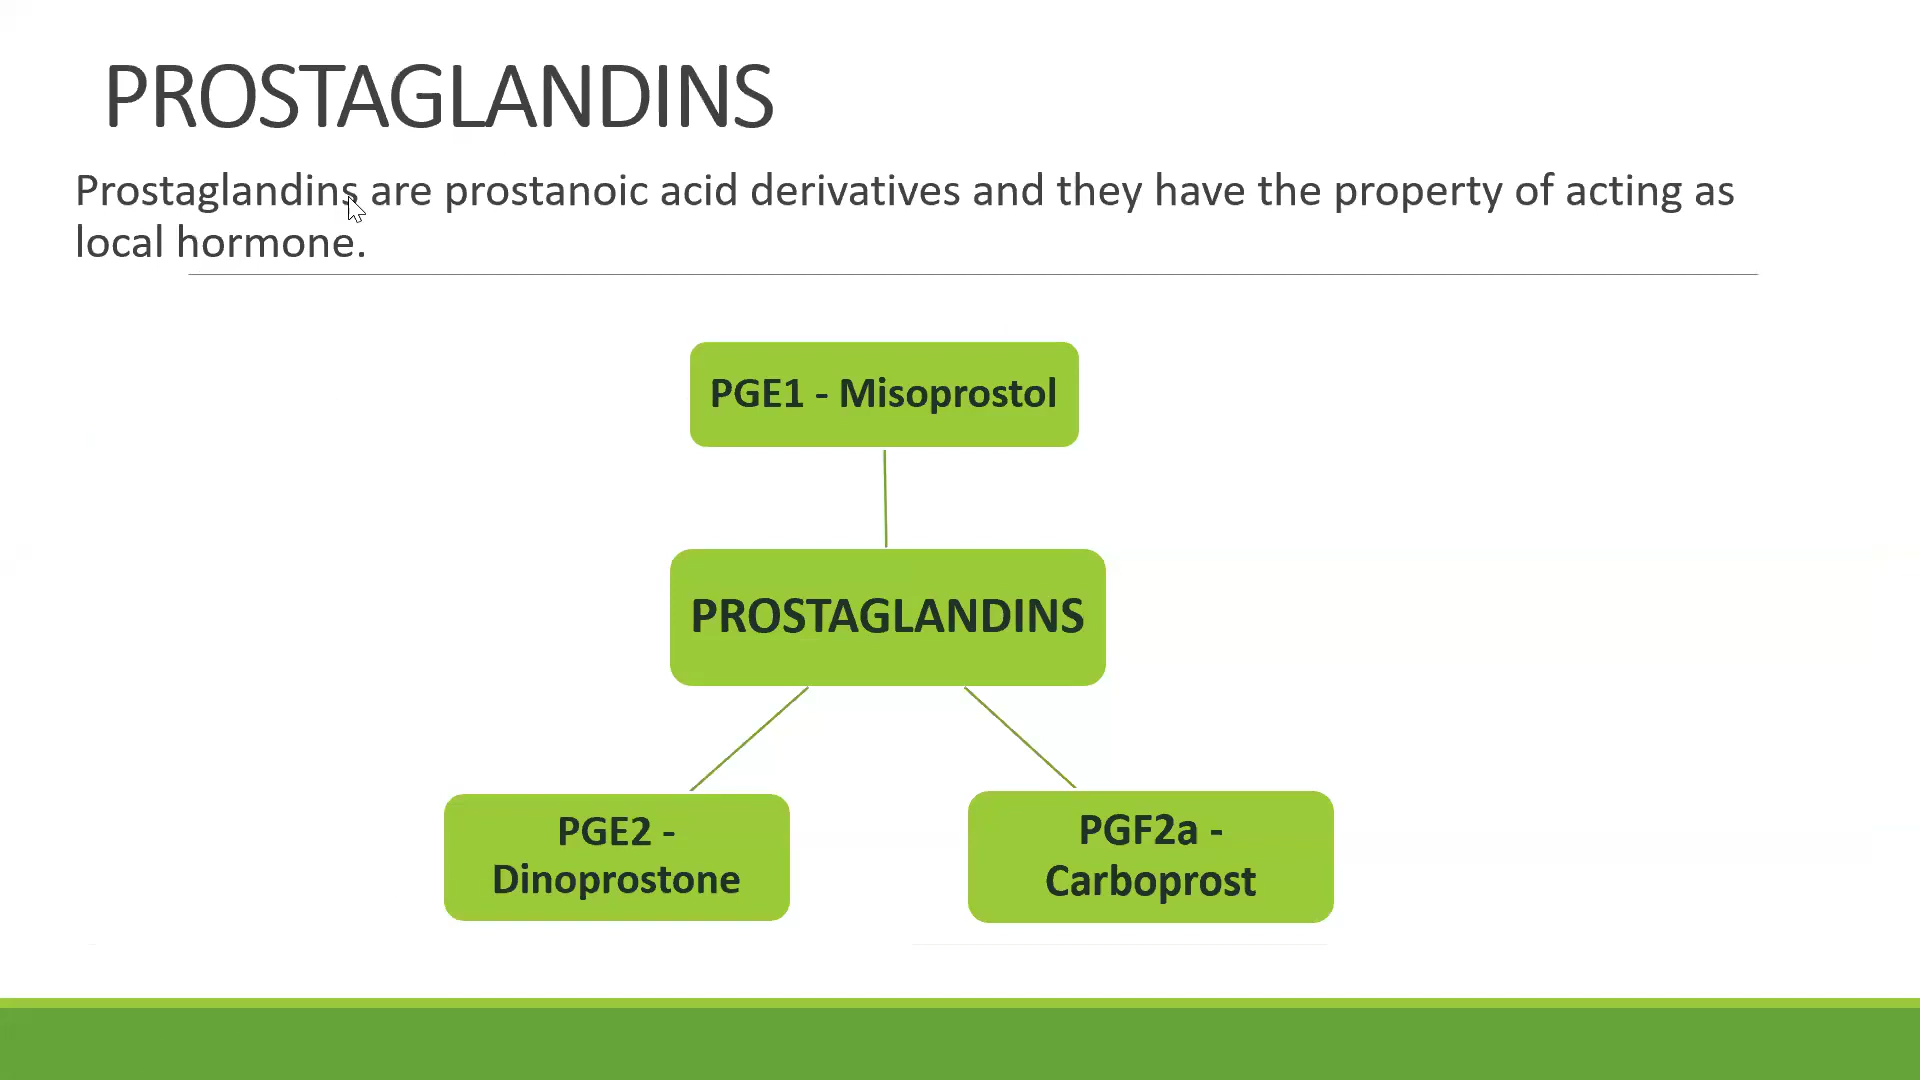 PROSTAGLANDINS
Prostaglandins are prostanoic acid derivatives and they have the property of acting as
local hormone.
PGE1 - Misoprostol
PROSTAGLANDINS
PGE2 -
Dinoprostone
PGF2a -
Carboprost